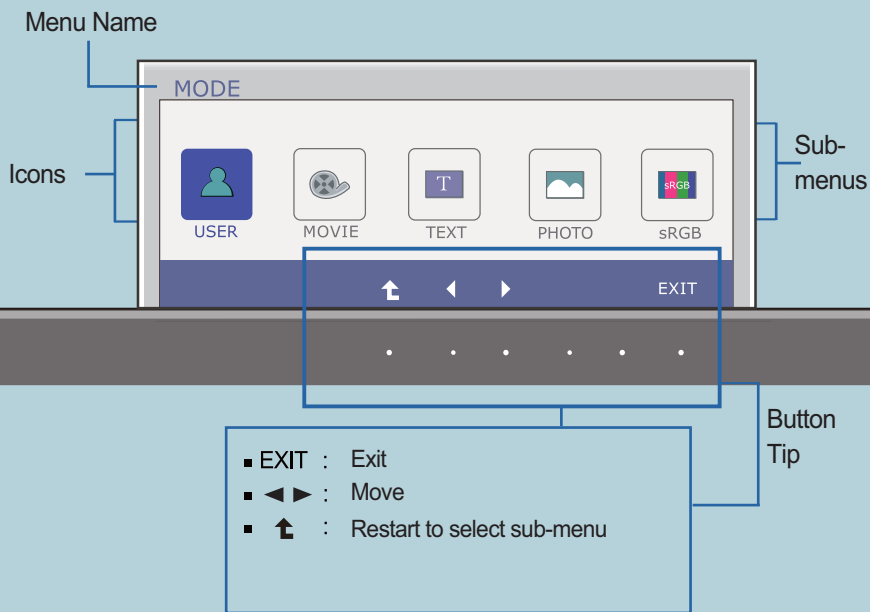 Menu Name
MODE
Icons
Sub-
menus
T
sRGB
USER MOVIE TEXT PHOTO sRGB
EXIT
Button
Tip
EXIT : Exit
◄ ► : Move
: Restart to select sub-menu